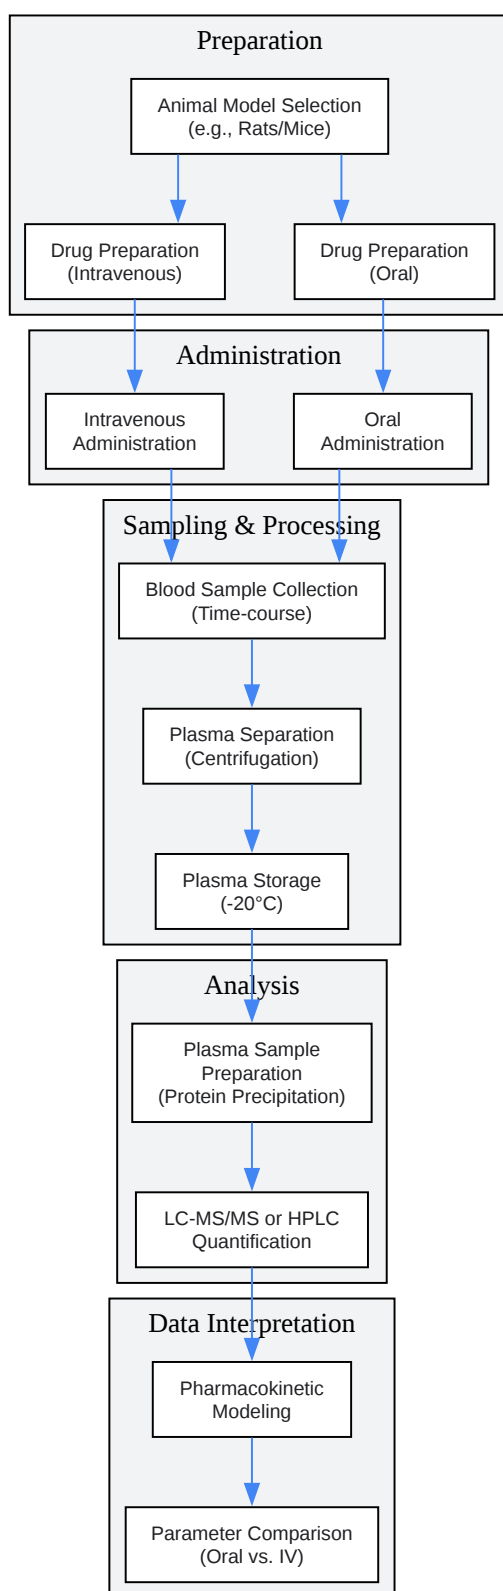 Preparation
Animal Model Selection
(e.g., Rats/Mice)
Drug Preparation
(Intravenous)
Drug Preparation
(Oral)
Administration
Intravenous
Administration
Oral
Administration
Sampling & Processing
Blood Sample Collection
(Time-course)
Plasma Separation
(Centrifugation)
Plasma Storage
(-20°C)
Analysis
Plasma Sample
Preparation
(Protein Precipitation)
LC-MS/MS or HPLC
Quantification
Data Interpretation
Pharmacokinetic
Modeling
Parameter Comparison
(Oral vs. IV)